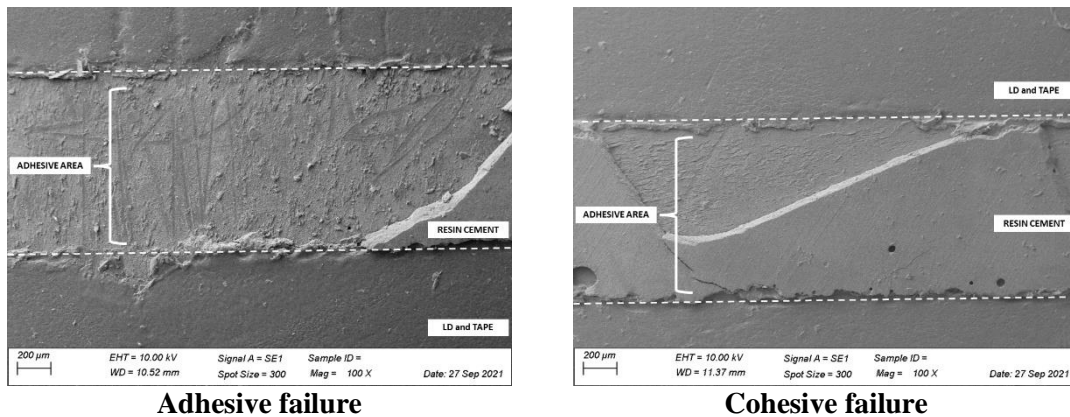 ADHESIVE AREA
RESIN CEMENT
LD and TAPE
200 µm
EHT = 10.00 kV Signal A = SE1 Sample ID =
WD = 10.52 mm Spot Size = 300 Mag = 100 X Date: 27 Sep 2021
Adhesive failure
LD and TAPE
ADHESIVE AREA
RESIN CEMENT
200 µm
EHT = 10.00 kV Signal A = SE1 Sample ID =
WD = 11.37 mm Spot Size = 300 Mag = 100 X Date: 27 Sep 2021
Cohesive failure